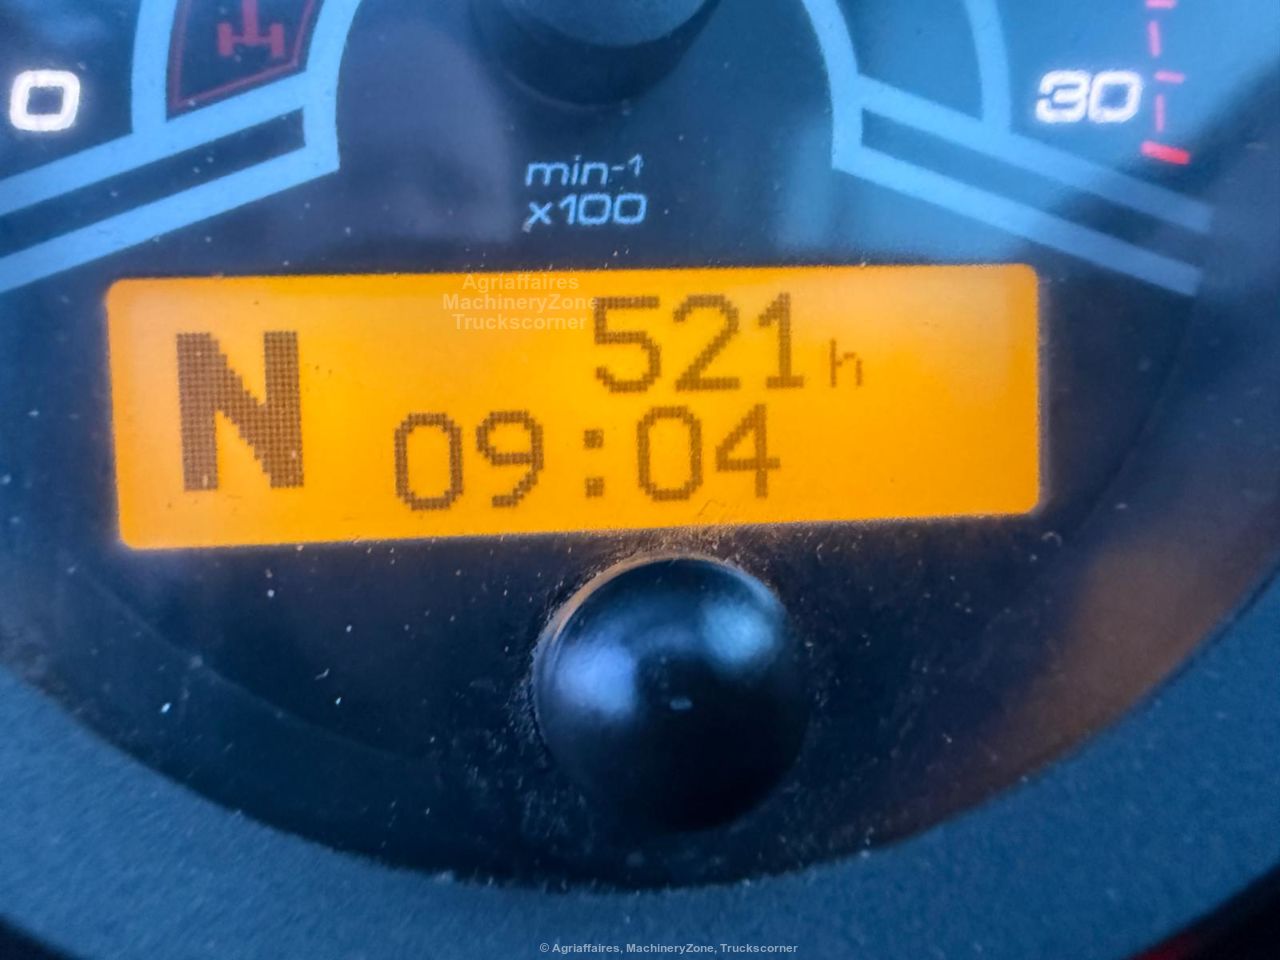 0
30
min-1
x100
Agriaffaires
MachineryZone
Truckscorner
N
521 h
09:04
© Agriaffaires, MachineryZone, Truckscorner